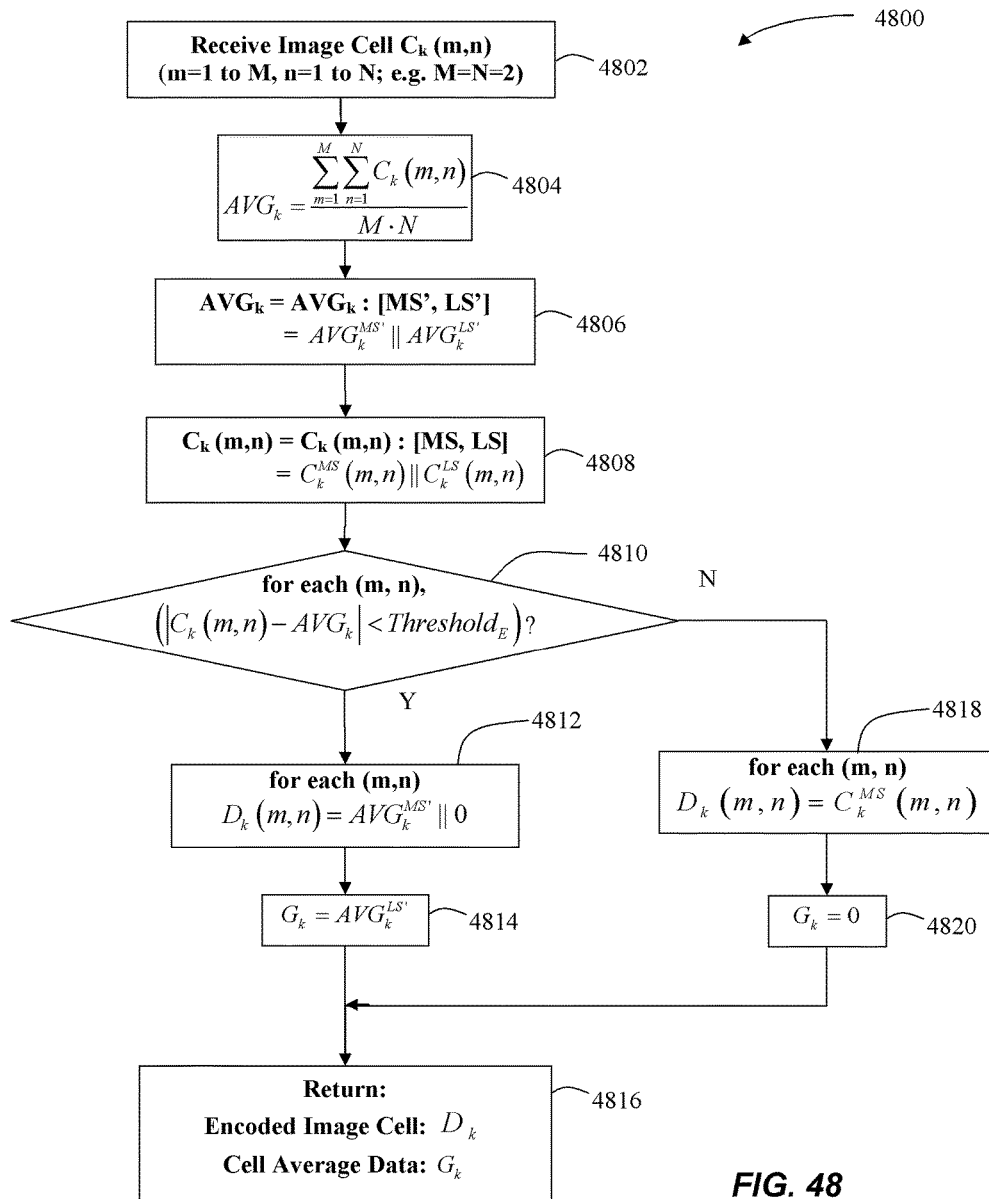 4800
Receive Image Cell C_k (m,n)
(m=1 to M, n=1 to N; e.g. M=N=2)
4802
AVG_k = \frac{\sum_{m=1}^{M} \sum_{n=1}^{N} C_k (m,n)}{M · N}
4804
AVG_k = AVG_k : [MS’, LS’]
= AVG_k^{MS'} || AVG_k^{LS'}
4806
C_k (m,n) = C_k (m,n) : [MS, LS]
= C_k^{MS} (m,n) || C_k^{LS} (m,n)
4808
4810
for each (m, n),
(|C_k (m,n) − AVG_k| < Threshold_E)?
N
Y
4812
for each (m,n)
D_k (m,n) = AVG_k^{MS'} || 0
4818
for each (m, n)
D_k (m, n) = C_k^{MS} (m, n)
G_k = AVG_k^{LS'}
4814
G_k = 0
4820
Return:
Encoded Image Cell: D_k
Cell Average Data: G_k
4816
FIG. 48